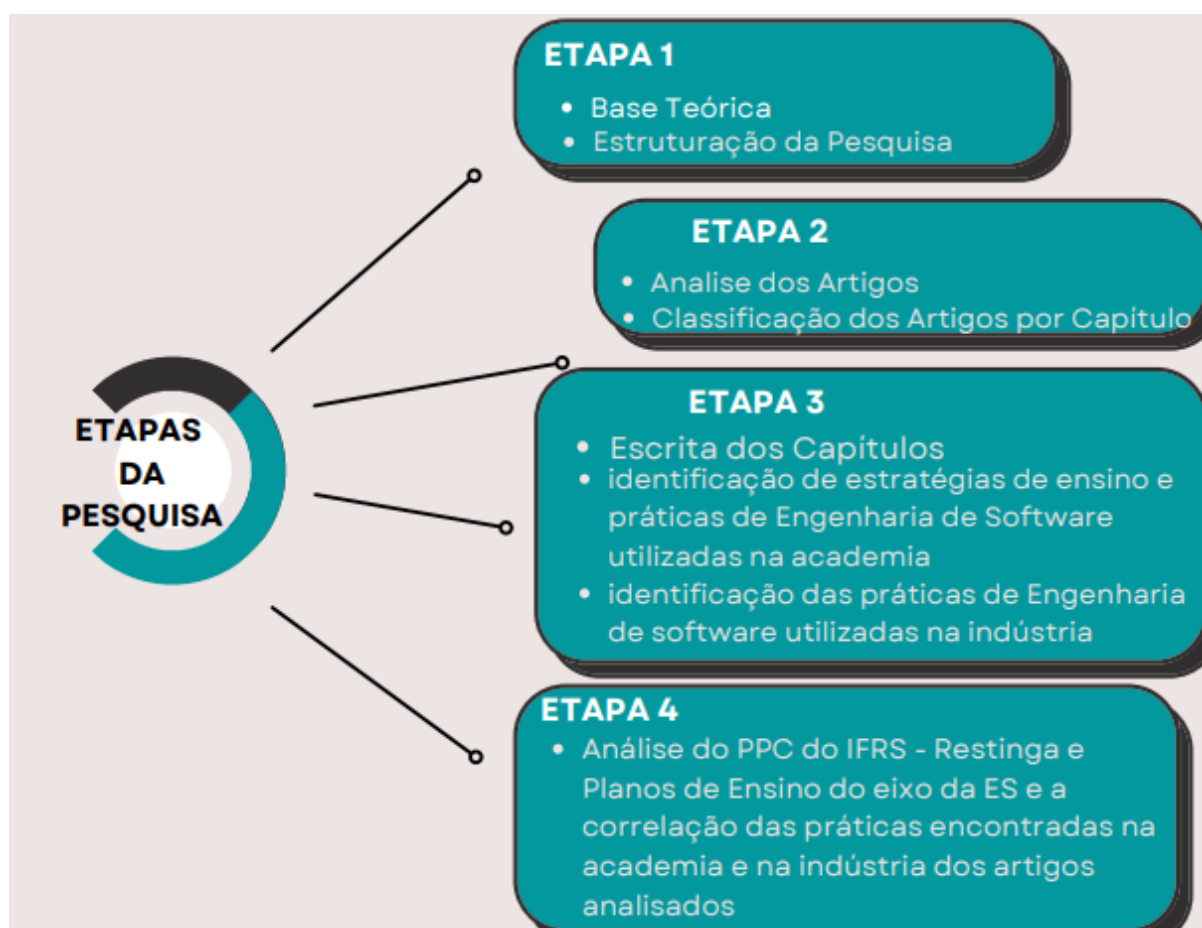 ETAPAS
DA
PESQUISA
ETAPA 1
• Base Teórica
• Estruturação da Pesquisa
ETAPA 2
• Analise dos Artigos
• Classificação dos Artigos por Capítulo
ETAPA 3
• Escrita dos Capítulos
• identificação de estratégias de ensino e
práticas de Engenharia de Software
utilizadas na academia
• identificação das práticas de Engenharia
de software utilizadas na indústria
ETAPA 4
• Análise do PPC do IFRS - Restinga e
Planos de Ensino do eixo da ES e a
correlação das práticas encontradas na
academia e na indústria dos artigos
analisados